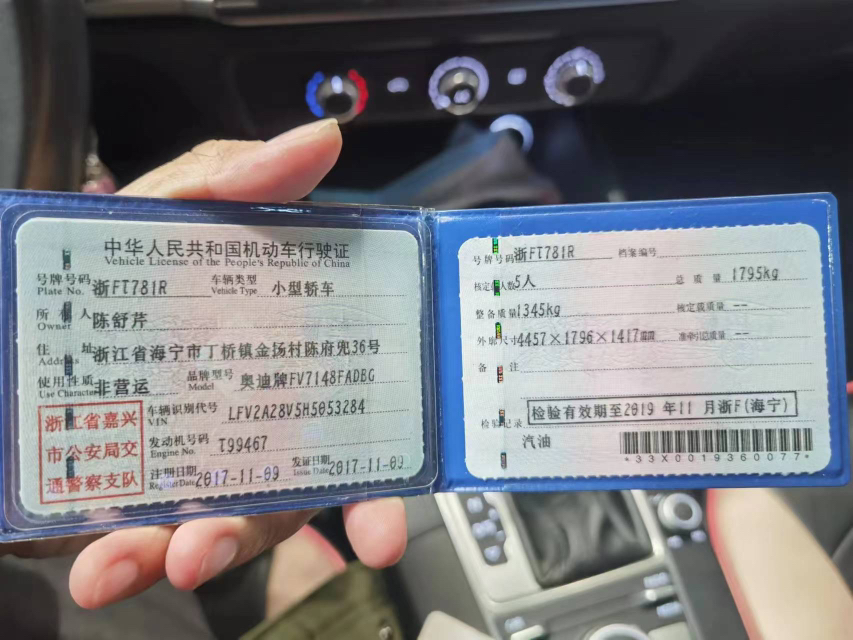 中华人民共和国机动车行驶证
Vehicle License of the People's Republic of China
号牌号码 浙FT781R 车辆类型 小型轿车
Plate No. Vehicle Type
所有人 陈舒芹
Owner
住址 浙江省海宁市丁桥镇金扬村陈府兜36号
Address
使用性质 非营运 品牌型号 奥迪牌FV7148FADBG
Use Character Model
浙江省嘉兴
市公安局交
通警察支队
车辆识别代号 LFV2A28V5H5053284
VIN
发动机号码 T99467
Engine No.
注册日期 2017-11-09 发证日期 2017-11-09
Register Date Issue Date
号牌号码 浙FT781R 档案编号
核定载人数 5人 总质量 1795kg
整备质量 1345kg 核定载质量 --
外廓尺寸 4457×1796×1417 准牵引总质量 --
备注
检验记录 检验有效期至2019年11月浙F(海宁)
汽油
*33X0019360077*